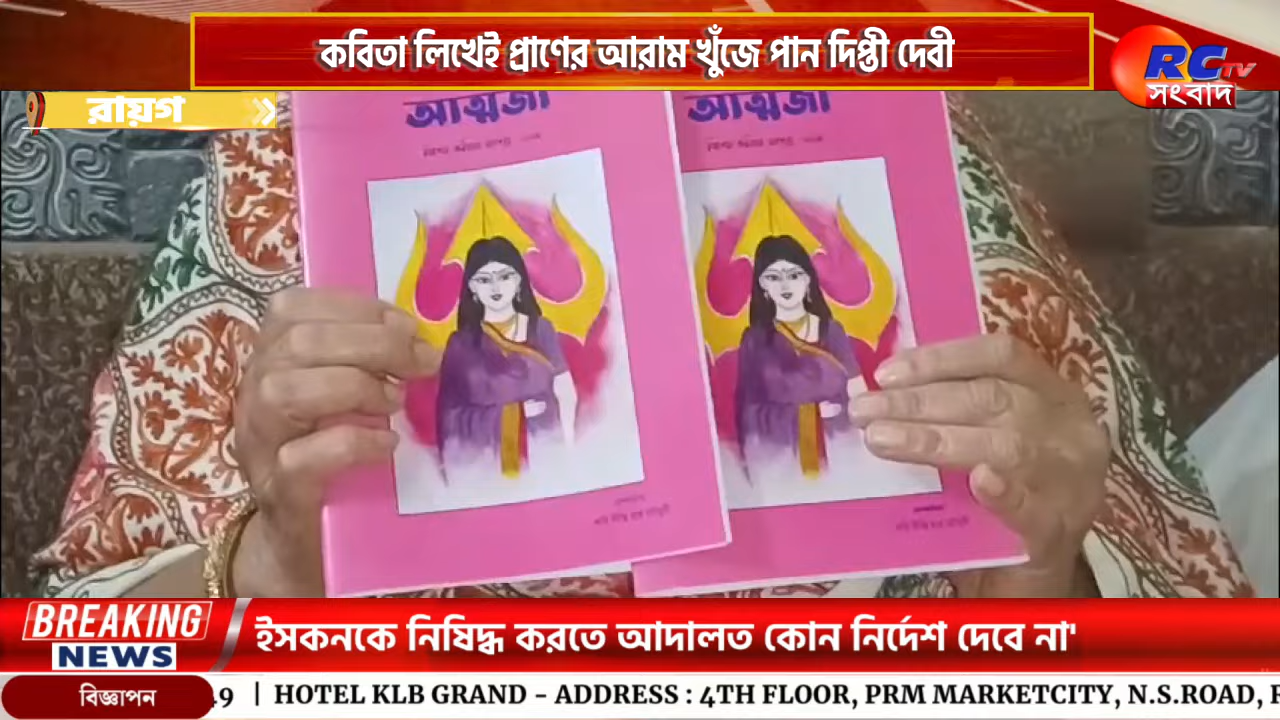 কবিতা লিখেই প্রাণের আরাম খুঁজে পান দিপ্তী দেবী
RC TV
সংবাদ
রায়গ
আত্মজা
আত্মজা
BREAKING
NEWS
ইসকনকে নিষিদ্ধ করতে আদালত কোন নির্দেশ দেবে না'
বিজ্ঞাপন
49 | HOTEL KLB GRAND - ADDRESS : 4TH FLOOR, PRM MARKETCITY, N.S.ROAD,